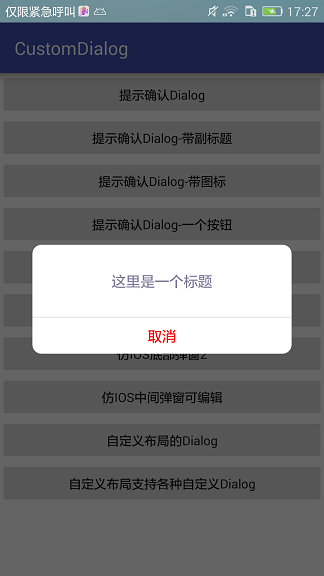 仅限紧急呼叫 17:27
CustomDialog
提示确认Dialog
提示确认Dialog-带副标题
提示确认Dialog-带图标
提示确认Dialog-一个按钮
这里是一个标题
取消
仿IOS底部弹窗2
仿IOS中间弹窗可编辑
自定义布局的Dialog
自定义布局支持各种自定义Dialog